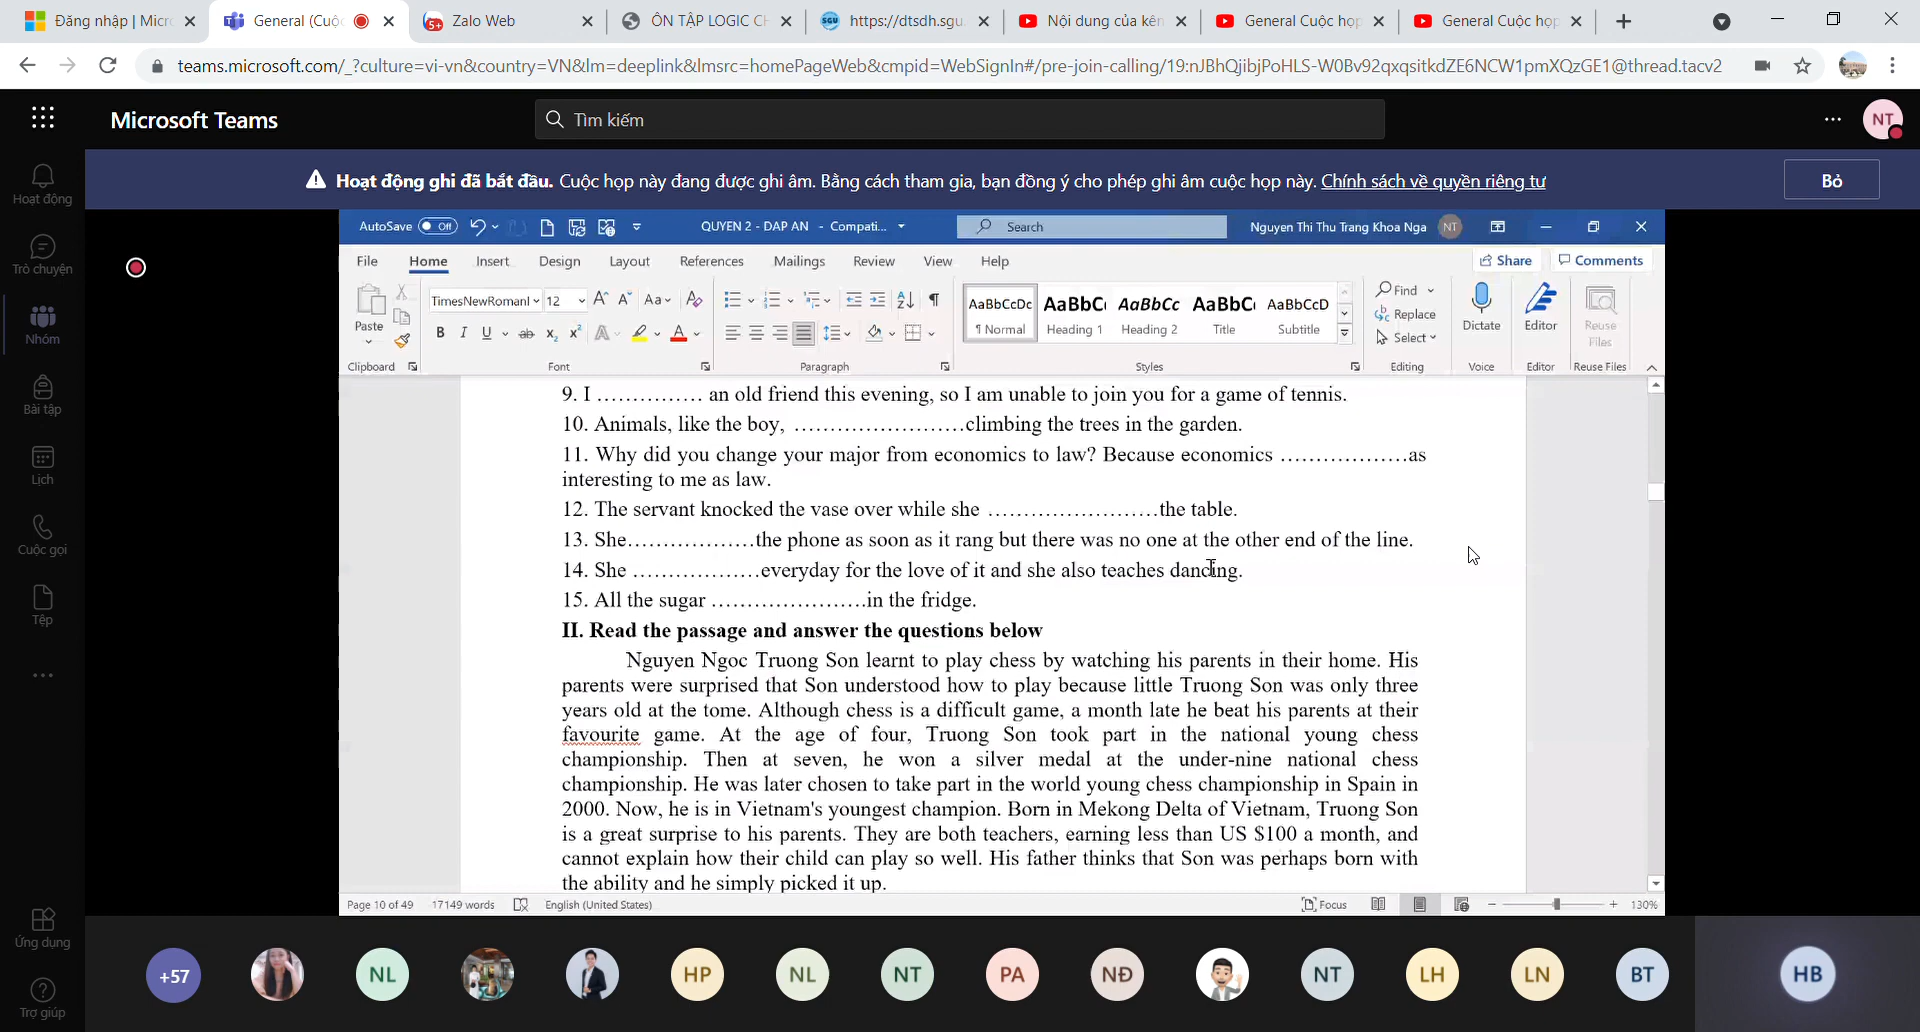 Đăng nhập | Micr
General (Cuộc
Zalo Web
ÔN TẬP LOGIC CH
https://dtsdh.sgu.
Nội dung của kên
General Cuộc họp
General Cuộc họp
teams.microsoft.com/_?culture=vi-vn&country=VN&lm=deeplink&lmsrc=homePageWeb&cmpid=WebSignIn#/pre-join-calling/19:nJBhQjibjPoHLS-W0Bv92qxqsitkdZE6NCW1pmXQzGE1@thread.tacv2
Microsoft Teams
Tìm kiếm
NT
Hoạt động ghi đã bắt đầu. Cuộc họp này đang được ghi âm. Bằng cách tham gia, bạn đồng ý cho phép ghi âm cuộc họp này. Chính sách về quyền riêng tư
Bỏ
Hoạt động
Trò chuyện
Nhóm
Bài tập
Lịch
Cuộc gọi
Tệp
Ứng dụng
Trợ giúp
AutoSave Off
QUYEN 2 - DAP AN - Compati...
Search
Nguyen Thi Thu Trang Khoa Nga NT
File Home Insert Design Layout References Mailings Review View Help
Share
Comments
Paste
TimesNewRomanI 12
AaBbCcDc AaBbC AaBbCc AaBbC AaBbCcD
¶ Normal Heading 1 Heading 2 Title Subtitle
Find
Replace
Select
Dictate
Editor
Reuse
Files
Clipboard Font Paragraph Styles Editing Voice Editor Reuse Files
9. I …………… an old friend this evening, so I am unable to join you for a game of tennis.
10. Animals, like the boy, ……………………climbing the trees in the garden.
11. Why did you change your major from economics to law? Because economics ………………as
interesting to me as law.
12. The servant knocked the vase over while she ……………………the table.
13. She………………the phone as soon as it rang but there was no one at the other end of the line.
14. She ………………everyday for the love of it and she also teaches dancing.
15. All the sugar ………………….in the fridge.
II. Read the passage and answer the questions below
Nguyen Ngoc Truong Son learnt to play chess by watching his parents in their home. His
parents were surprised that Son understood how to play because little Truong Son was only three
years old at the tome. Although chess is a difficult game, a month late he beat his parents at their
favourite game. At the age of four, Truong Son took part in the national young chess
championship. Then at seven, he won a silver medal at the under-nine national chess
championship. He was later chosen to take part in the world young chess championship in Spain in
2000. Now, he is in Vietnam's youngest champion. Born in Mekong Delta of Vietnam, Truong Son
is a great surprise to his parents. They are both teachers, earning less than US $100 a month, and
cannot explain how their child can play so well. His father thinks that Son was perhaps born with
the ability and he simply picked it up.
Page 10 of 49 17149 words English (United States)
Focus
130%
+57
NL
HP
NL
NT
PA
NĐ
NT
LH
LN
BT
HB